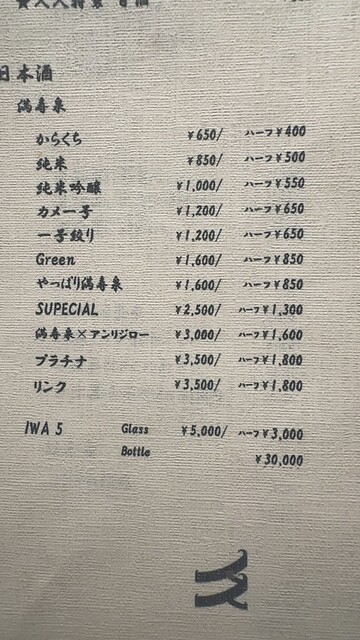 日本酒
満寿泉
からくち ¥650/ ハーフ¥400
純米 ¥850/ ハーフ¥500
純米吟醸 ¥1,000/ ハーフ¥550
カメ一子 ¥1,200/ ハーフ¥650
一子絞り ¥1,200/ ハーフ¥650
Green ¥1,600/ ハーフ¥850
やっぱり満寿泉 ¥1,600/ ハーフ¥850
SUPECIAL ¥2,500/ ハーフ¥1,300
満寿泉×アンリジロー ¥3,000/ ハーフ¥1,600
プラチナ ¥3,500/ ハーフ¥1,800
リンク ¥3,500/ ハーフ¥1,800
IWA 5 Glass ¥5,000/ ハーフ¥3,000
Bottle ¥30,000